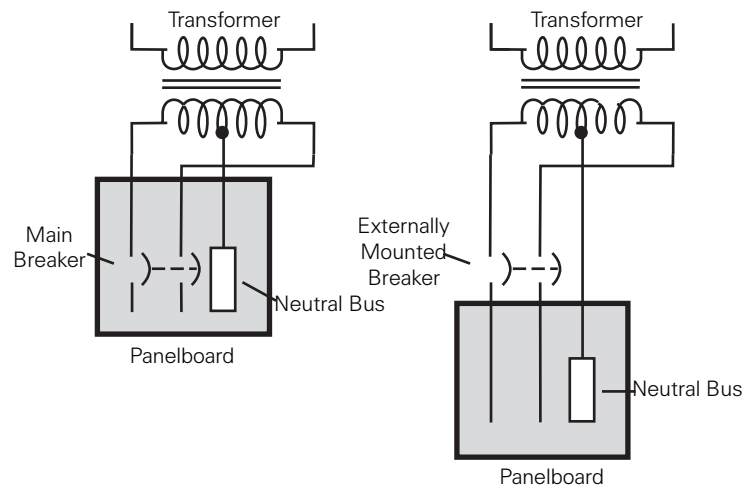 Transformer
Main
Breaker
Neutral Bus
Panelboard
Transformer
Externally
Mounted
Breaker
Neutral Bus
Panelboard